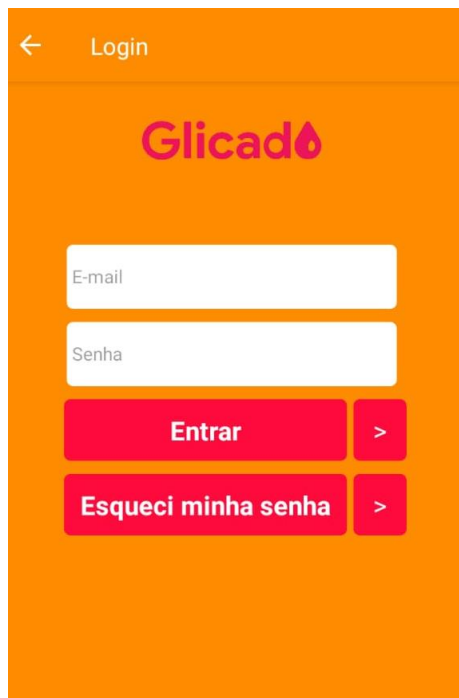 Login
Glicado
E-mail
Senha
Entrar >
Esqueci minha senha >